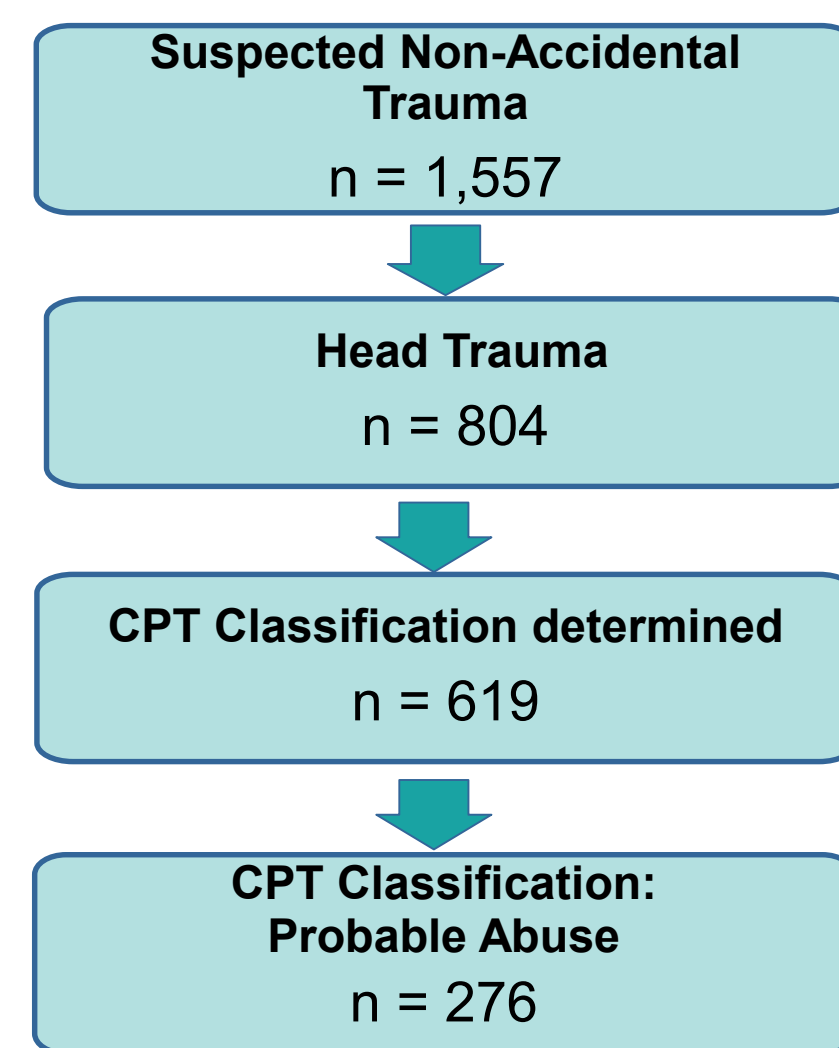 Suspected Non-Accidental
Trauma
n = 1,557
Head Trauma
n = 804
CPT Classification determined
n = 619
CPT Classification:
Probable Abuse
n = 276